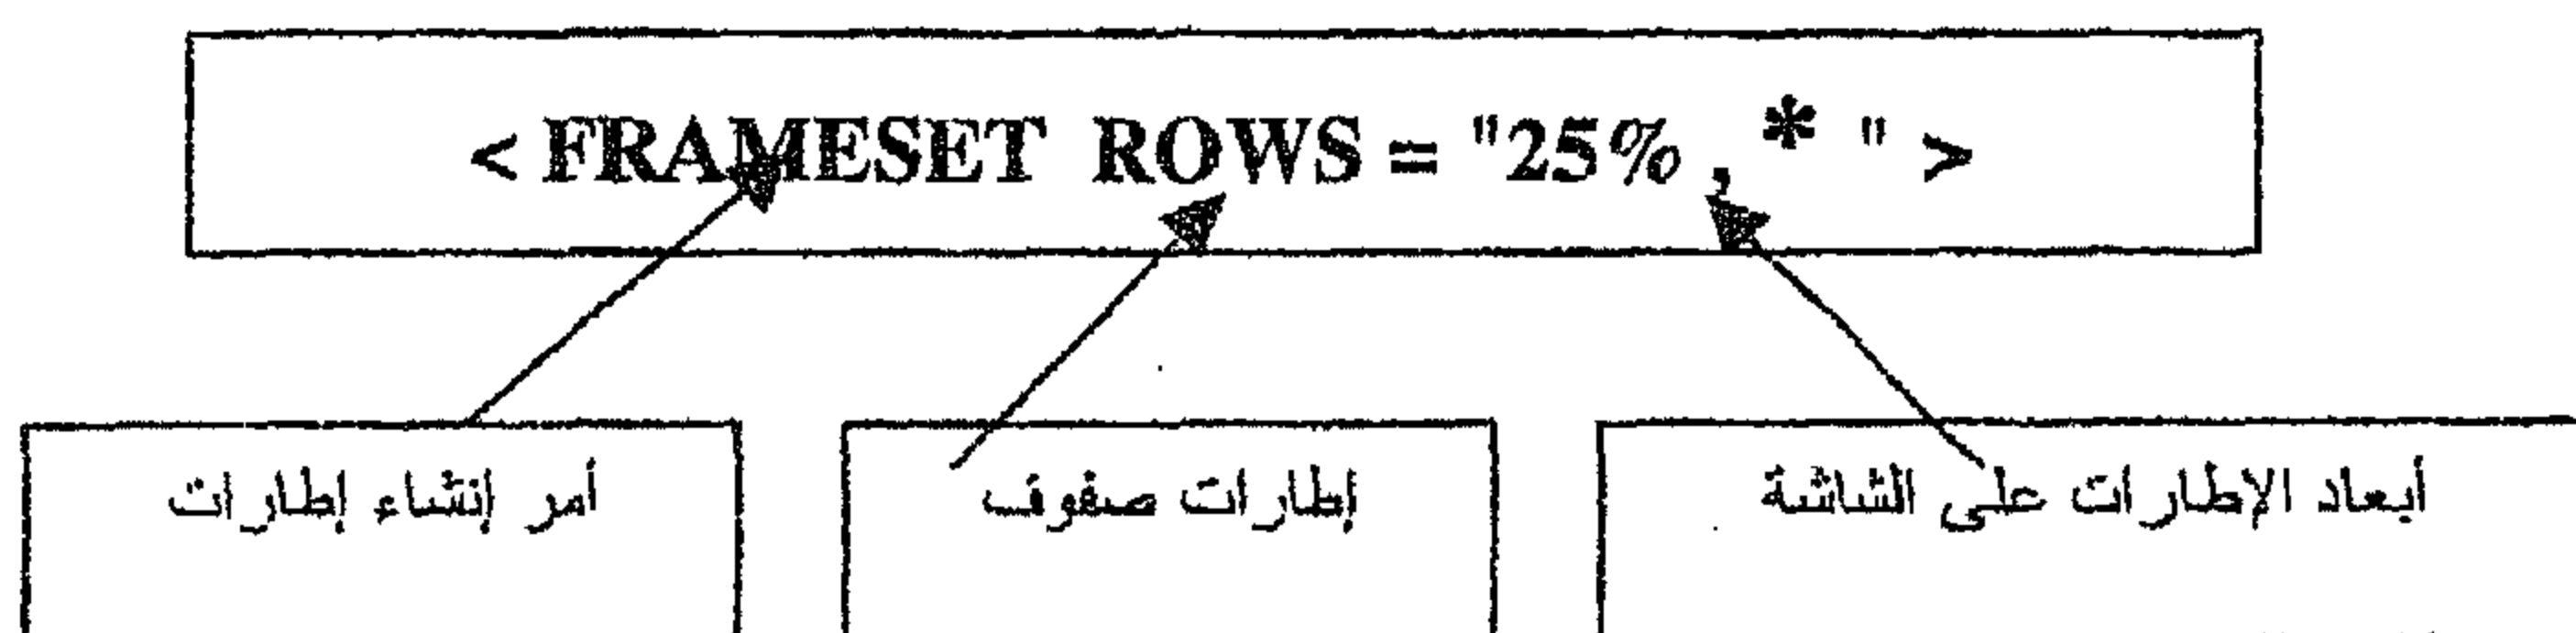 < FRAMESET ROWS = "25% , * " >
أمر إنشاء إطارات
إطارات صفوف
أبعاد الإطارات على الشاشة